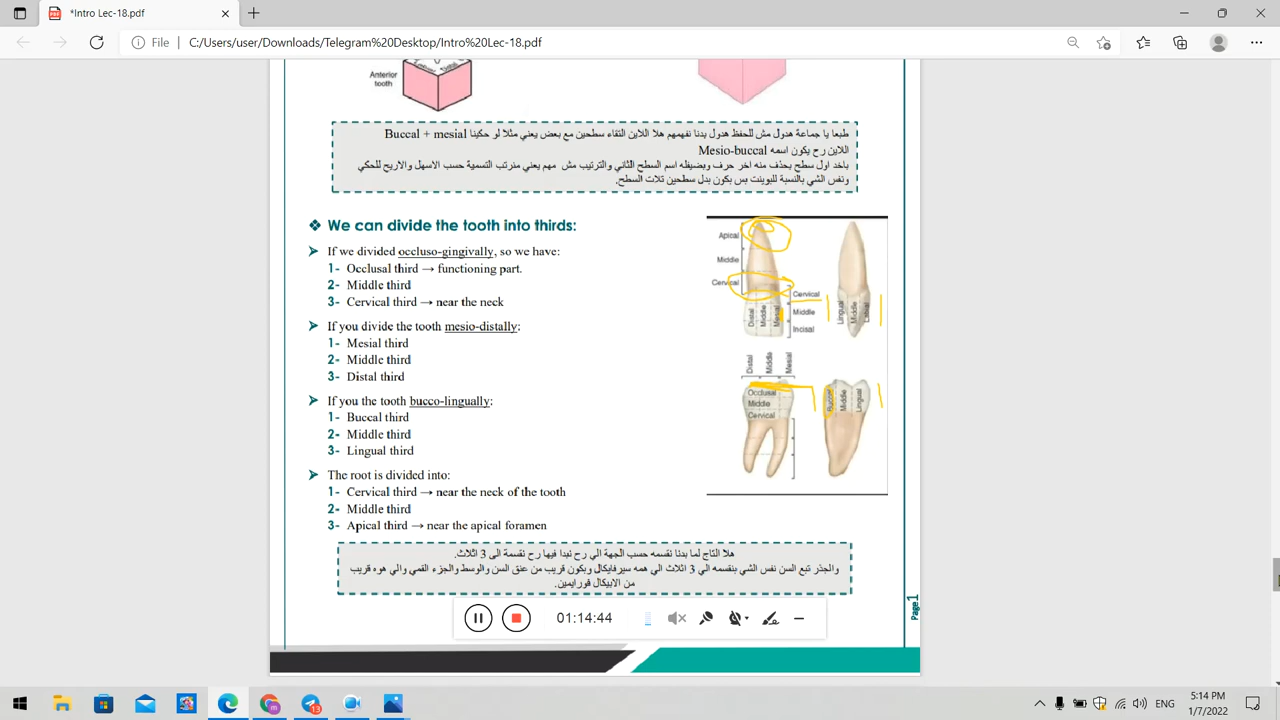 *Intro Lec-18.pdf
File
C:/Users/user/Downloads/Telegram%20Desktop/Intro%20Lec-18.pdf
Anterior
tooth
طبعا يا جماعة هدول مش للحفظ هدول بدنا نفهمهم هلا اللاين التقاء سطحين مع بعض يعني مثلا لو حكينا Buccal + mesial
اللاين رح يكون اسمه Mesio-buccal
باخد اول سطح بحذف منه اخر حرف وبضيفله اسم السطح الثاني والترتيب مش مهم يعني منرتب التسمية حسب الاسهل والاريح للحكي
ونفس الشي بالنسبة للبوينت بس بكون بدل سطحين تلات السطح.
❖ We can divide the tooth into thirds:
➤ If we divided occluso-gingivally, so we have:
1- Occlusal third → functioning part.
2- Middle third
3- Cervical third → near the neck
➤ If you divide the tooth mesio-distally:
1- Mesial third
2- Middle third
3- Distal third
➤ If you the tooth bucco-lingually:
1- Buccal third
2- Middle third
3- Lingual third
➤ The root is divided into:
1- Cervical third → near the neck of the tooth
2- Middle third
3- Apical third → near the apical foramen
Apical
Middle
Cervical
Cervical
Middle
Incisal
Distal
Middle
Mesial
Lingual
Middle
Distal
Middle
Mesial
Occlusal
Middle
Cervical
Buccal
Middle
Lingual
هلا التاج لما بدنا نقسمه حسب الجهة الي رح نبدا فيها رح نقسمة الى 3 اثلاث.
والجذر تبع السن نفس الشي بنقسمه الي 3 اثلاث الي همه سيرفايكال وبكون قريب من عنق السن والوسط والجزء القمي والي هوه قريب
من الابيكال فورايمين.
Page1
01:14:44
13
ENG
5:14 PM
1/7/2022